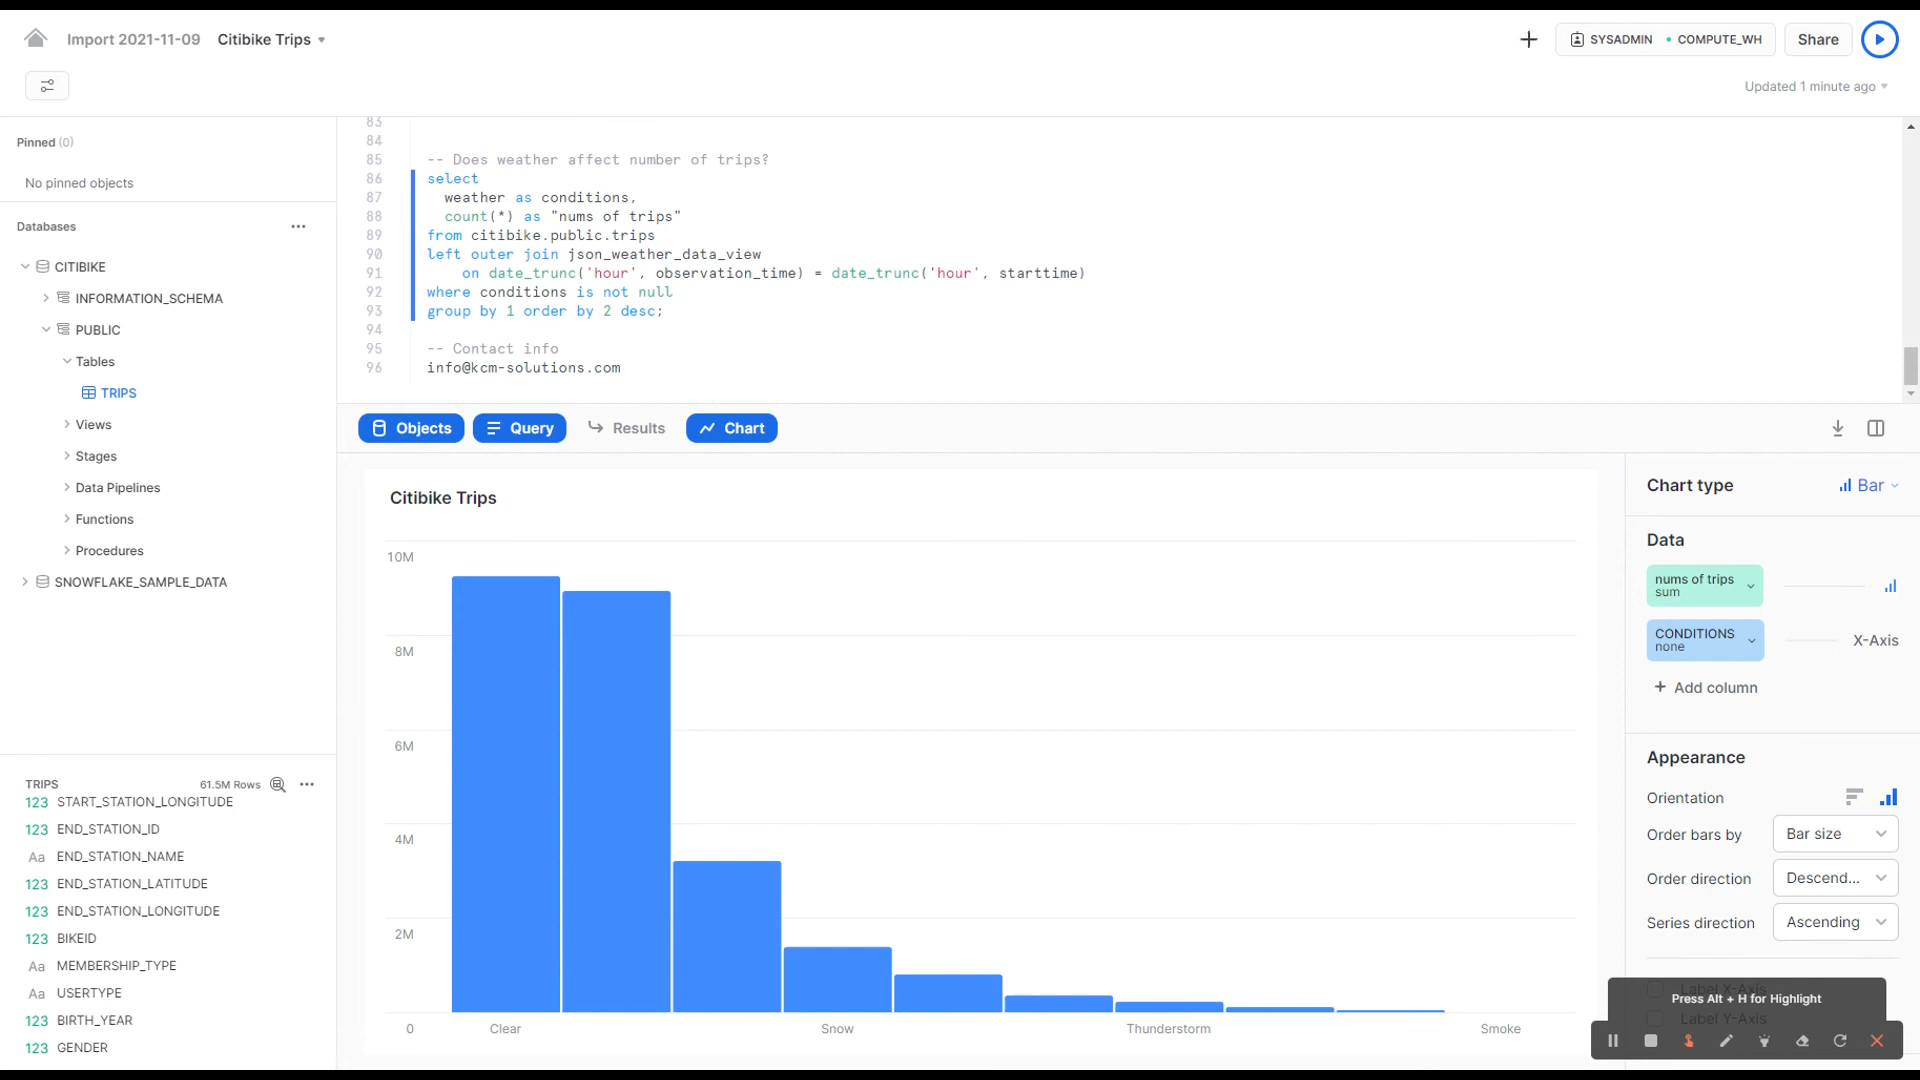 Import 2021-11-09 Citibike Trips
SYSADMIN • COMPUTE_WH
Share
Updated 1 minute ago
Pinned (0)
No pinned objects
Databases
CITIBIKE
INFORMATION_SCHEMA
PUBLIC
Tables
TRIPS
Views
Stages
Data Pipelines
Functions
Procedures
SNOWFLAKE_SAMPLE_DATA
TRIPS 61.5M Rows
123 START_STATION_LONGITUDE
123 END_STATION_ID
Aa END_STATION_NAME
123 END_STATION_LATITUDE
123 END_STATION_LONGITUDE
123 BIKEID
Aa MEMBERSHIP_TYPE
Aa USERTYPE
123 BIRTH_YEAR
123 GENDER
83
84
85 -- Does weather affect number of trips?
86 select
87 weather as conditions,
88 count(*) as "nums of trips"
89 from citibike.public.trips
90 left outer join json_weather_data_view
91 on date_trunc('hour', observation_time) = date_trunc('hour', starttime)
92 where conditions is not null
93 group by 1 order by 2 desc;
94
95 -- Contact info
96 info@kcm-solutions.com
Objects Query Results Chart
Citibike Trips
10M
8M
6M
4M
2M
0 Clear Snow Thunderstorm Smoke
Chart type Bar
Data
nums of trips
sum
CONDITIONS
none
X-Axis
+ Add column
Appearance
Orientation
Order bars by Bar size
Order direction Descend...
Series direction Ascending
Label X-Axis
Press Alt + H for Highlight
Label Y-Axis